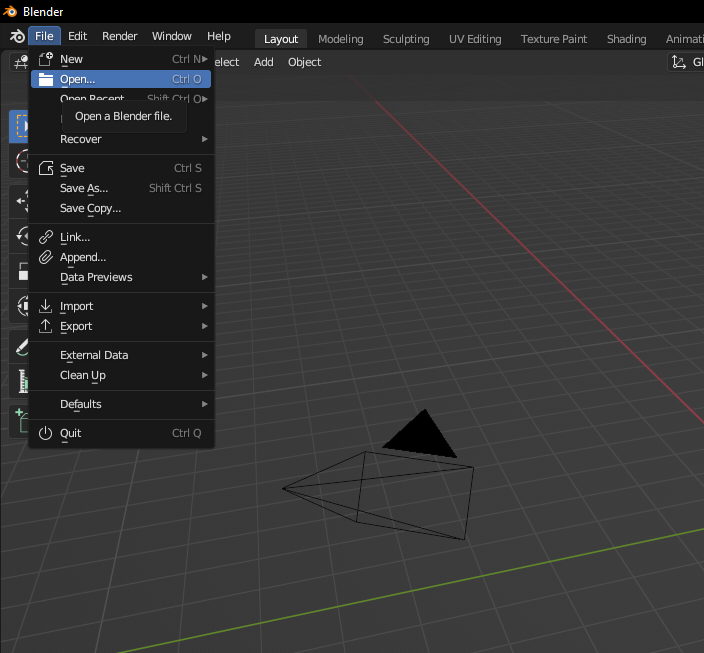 Blender
File Edit Render Window Help Layout Modeling Sculpting UV Editing Texture Paint Shading Animati
elect Add Object Gl
New Ctrl N
Open... Ctrl O
Open Recent Shift Ctrl O
Open a Blender file.
Recover
Save Ctrl S
Save As... Shift Ctrl S
Save Copy...
Link...
Append...
Data Previews
Import
Export
External Data
Clean Up
Defaults
Quit Ctrl Q